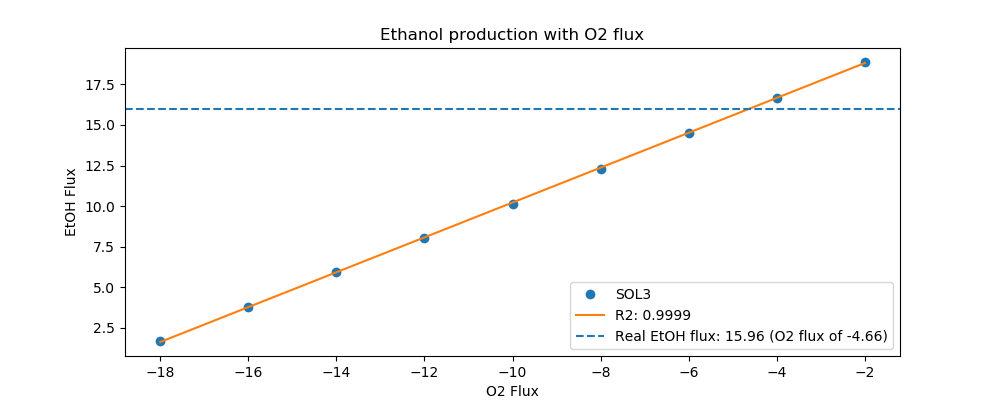 Ethanol production with O2 flux
EtOH Flux
17.5
15.0
12.5
10.0
7.5
5.0
2.5
SOL3
R2: 0.9999
Real EtOH flux: 15.96 (O2 flux of -4.66)
−18 −16 −14 −12 −10 −8 −6 −4 −2
O2 Flux